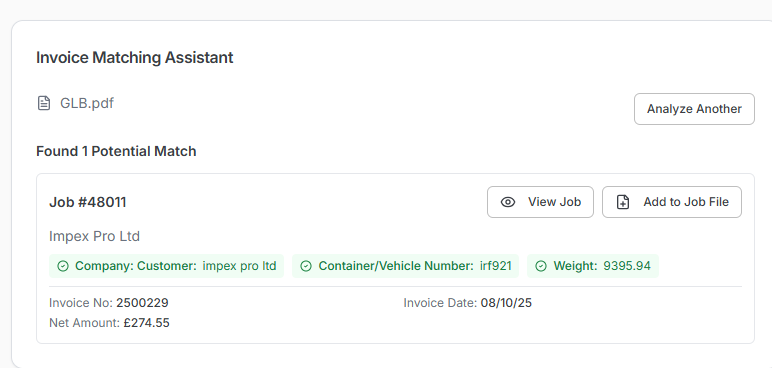 Invoice Matching Assistant
GLB.pdf
Analyze Another
Found 1 Potential Match
Job #48011
View Job
Add to Job File
Impex Pro Ltd
Company: Customer: impex pro ltd
Container/Vehicle Number: irf921
Weight: 9395.94
Invoice No: 2500229
Invoice Date: 08/10/25
Net Amount: £274.55